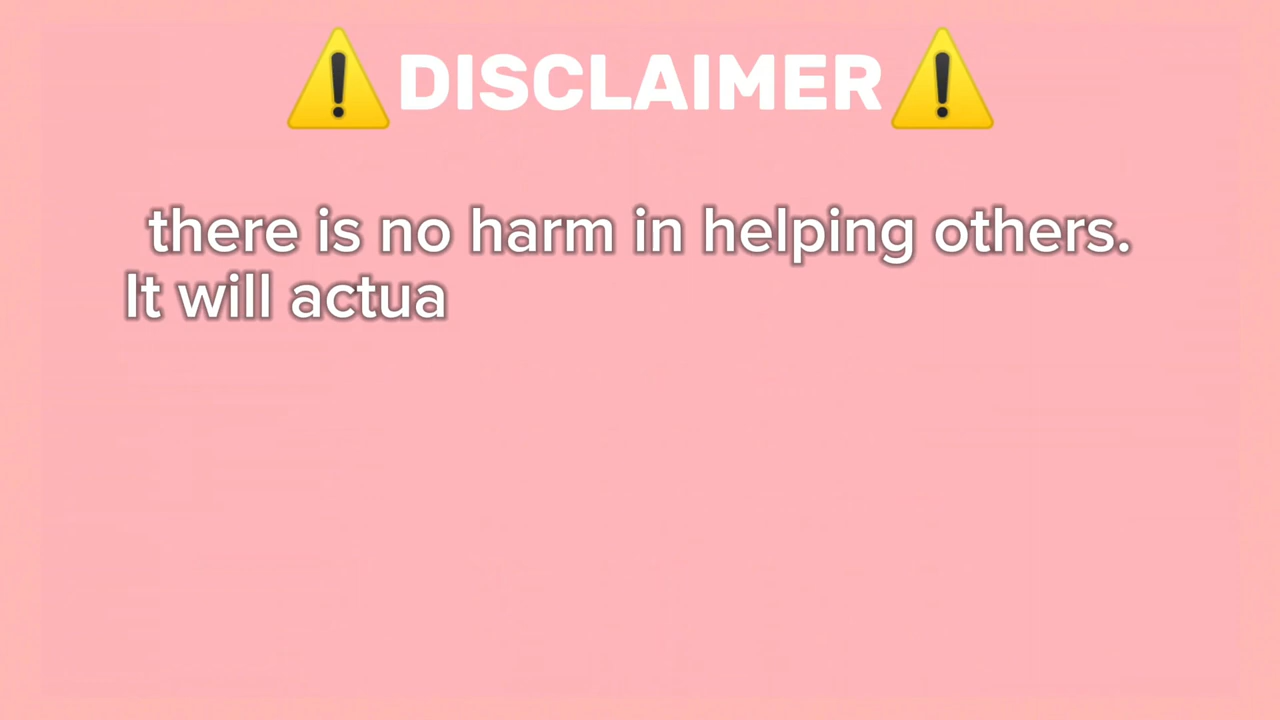 ⚠️DISCLAIMER⚠️
there is no harm in helping others.
It will actua